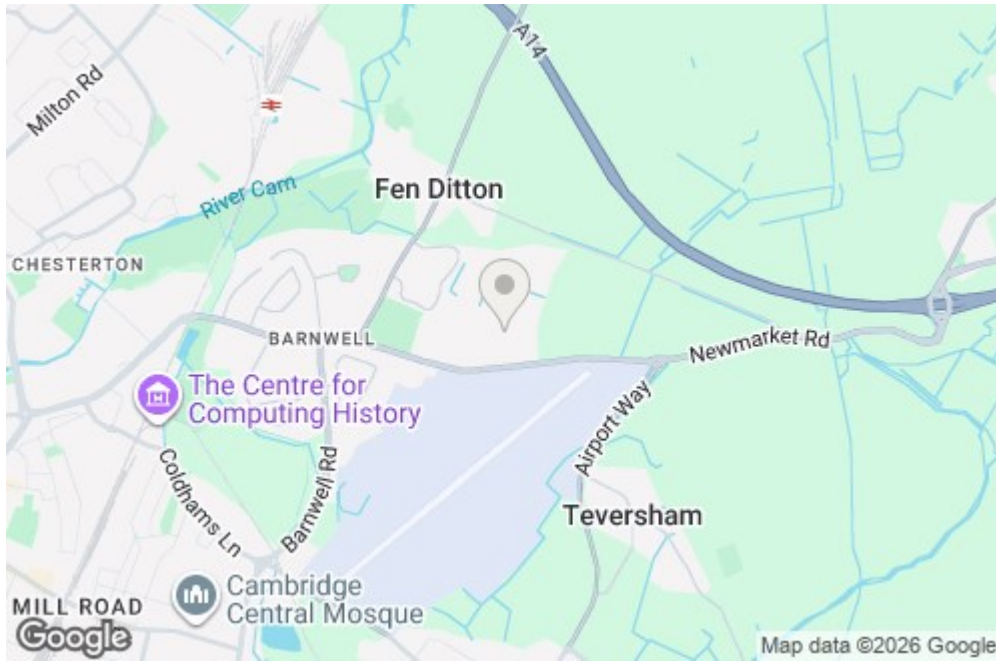 A14
Milton Rd
Fen Ditton
River Cam
CHESTERTON
BARNWELL
Newmarket Rd
The Centre for
Computing History
Airport Way
Coldhams Ln
Barnwell Rd
Teversham
Cambridge
Central Mosque
MILL ROAD
Google
Map data ©2026 Google